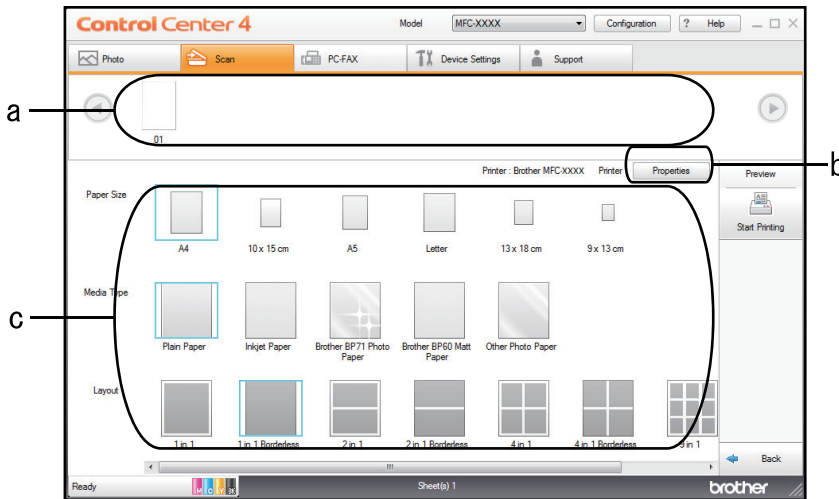 Control Center 4 Model MFC-XXXX Configuration ? Help
Photo Scan PC-FAX Device Settings Support
a
01
b
Printer : Brother MFC-XXXX Printer Properties Preview
Start Printing
Paper Size
A4 10 x 15 cm A5 Letter 13 x 18 cm 9 x 13 cm
Media Type
c
Plain Paper Inkjet Paper Brother BP71 Photo Paper Brother BP60 Matt Paper Other Photo Paper
Layout
1 in 1 1 in 1 Borderless 2 in 1 2 in 1 Borderless 4 in 1 4 in 1 Borderless 9 in 1
Back
Ready M C Y BK Sheet(s) 1 brother